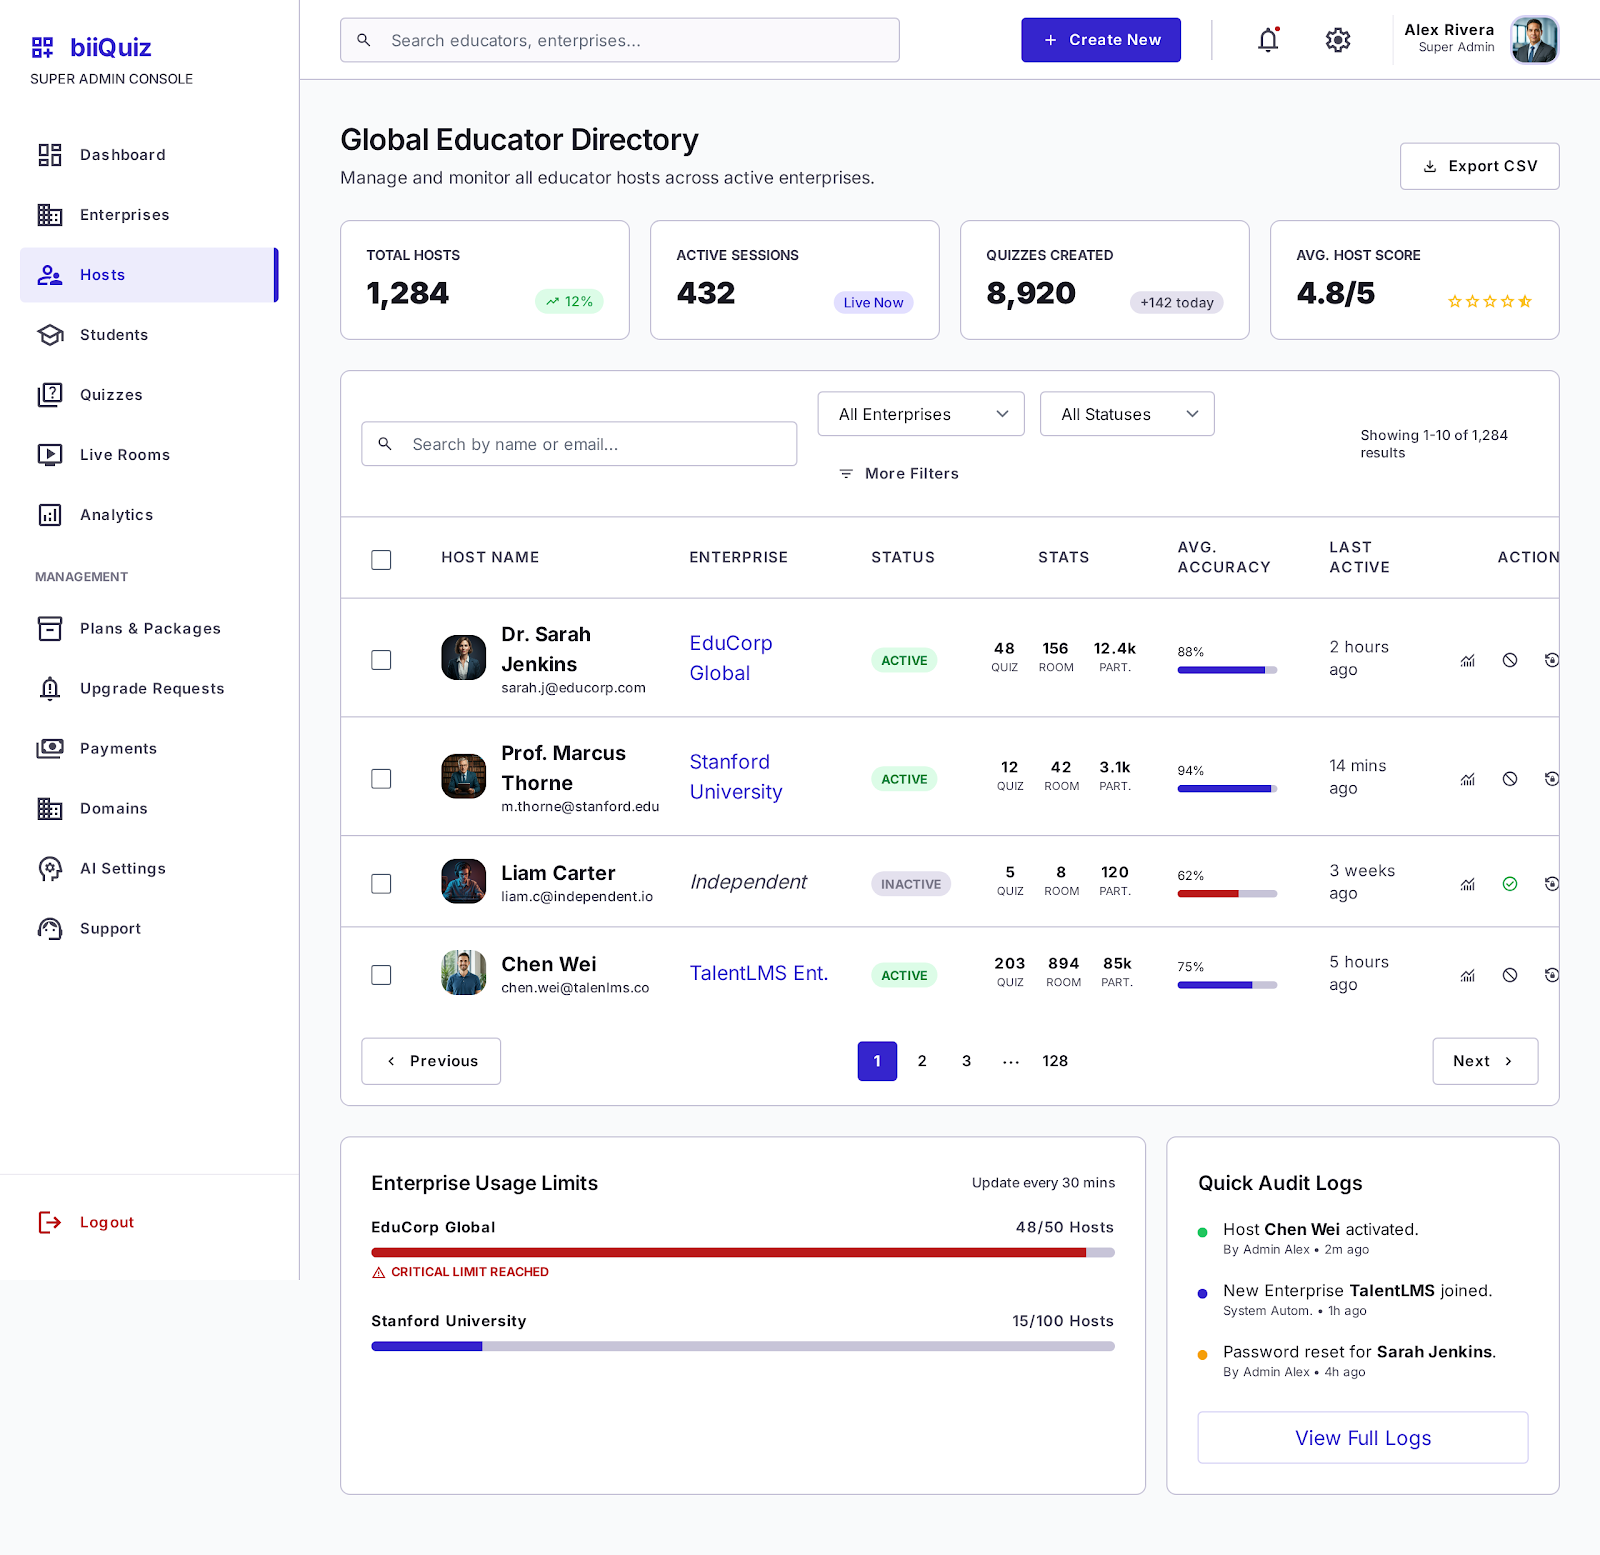 biiQuiz
SUPER ADMIN CONSOLE
Dashboard
Enterprises
Hosts
Students
Quizzes
Live Rooms
Analytics
MANAGEMENT
Plans & Packages
Upgrade Requests
Payments
Domains
AI Settings
Support
Logout
Search educators, enterprises...
Create New
Alex Rivera
Super Admin
Global Educator Directory
Manage and monitor all educator hosts across active enterprises.
Export CSV
TOTAL HOSTS
1,284
12%
ACTIVE SESSIONS
432
Live Now
QUIZZES CREATED
8,920
+142 today
AVG. HOST SCORE
4.8/5
Search by name or email...
All Enterprises
All Statuses
More Filters
Showing 1-10 of 1,284
results
HOST NAME
ENTERPRISE
STATUS
STATS
AVG.
ACCURACY
LAST
ACTIVE
ACTION
Dr. Sarah
Jenkins
sarah.j@educorp.com
EduCorp
Global
ACTIVE
48 156 12.4k
QUIZ ROOM PART.
88%
2 hours
ago
Prof. Marcus
Thorne
m.thorne@stanford.edu
Stanford
University
ACTIVE
12 42 3.1k
QUIZ ROOM PART.
94%
14 mins
ago
Liam Carter
liam.c@independent.io
Independent
INACTIVE
5 8 120
QUIZ ROOM PART.
62%
3 weeks
ago
Chen Wei
chen.wei@talenlms.co
TalentLMS Ent.
ACTIVE
203 894 85k
QUIZ ROOM PART.
75%
5 hours
ago
Previous
1 2 3 ... 128
Next
Enterprise Usage Limits
Update every 30 mins
EduCorp Global
48/50 Hosts
CRITICAL LIMIT REACHED
Stanford University
15/100 Hosts
Quick Audit Logs
Host Chen Wei activated.
By Admin Alex • 2m ago
New Enterprise TalentLMS joined.
System Autom. • 1h ago
Password reset for Sarah Jenkins.
By Admin Alex • 4h ago
View Full Logs